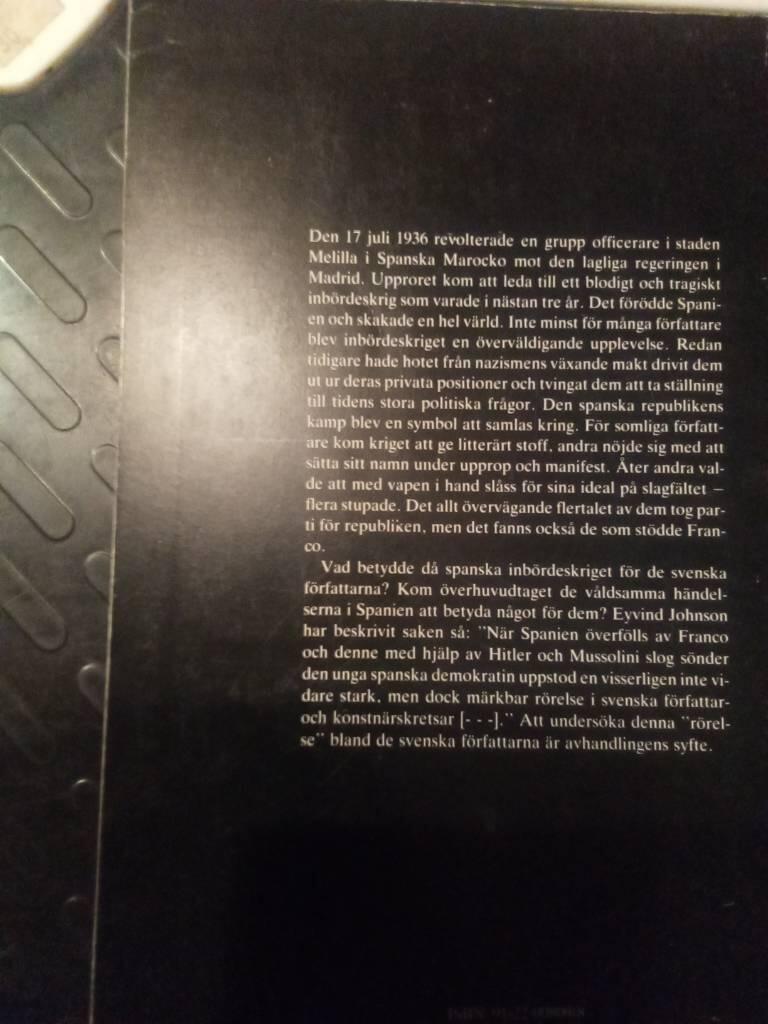 Den 17 juli 1936 revolterade en grupp officerare i staden
Melilla i Spanska Marocko mot den lagliga regeringen i
Madrid. Upproret kom att leda till ett blodigt och tragiskt
inbördeskrig som varade i nästan tre år. Det förödde Spani-
en och skakade en hel värld. Inte minst för många författare
blev inbördeskriget en överväldigande upplevelse. Redan
tidigare hade hotet från nazismens växande makt drivit dem
ut ur deras privata positioner och tvingat dem att ta ställning
till tidens stora politiska frågor. Den spanska republikens
kamp blev en symbol att samlas kring. För somliga författ-
are kom kriget att ge litterärt stoff, andra nöjde sig med att
sätta sitt namn under upprop och manifest. Åter andra val-
de att med vapen i hand slåss för sina ideal på slagfältet –
flera stupade. Det allt övervägande flertalet av dem tog par-
ti för republiken, men det fanns också de som stödde Fran-
co.
Vad betydde då spanska inbördeskriget för de svenska
författarna? Kom överhuvudtaget de våldsamma händel-
serna i Spanien att betyda något för dem? Eyvind Johnson
har beskrivit saken så: "När Spanien överfölls av Franco
och denne med hjälp av Hitler och Mussolini slog sönder
den unga spanska demokratin uppstod en visserligen inte vi-
dare stark, men dock märkbar rörelse i svenska författar-
och konstnärskretsar [- - -]." Att undersöka denna "rörel-
se" bland de svenska författarna är avhandlingens syfte.
ISBN